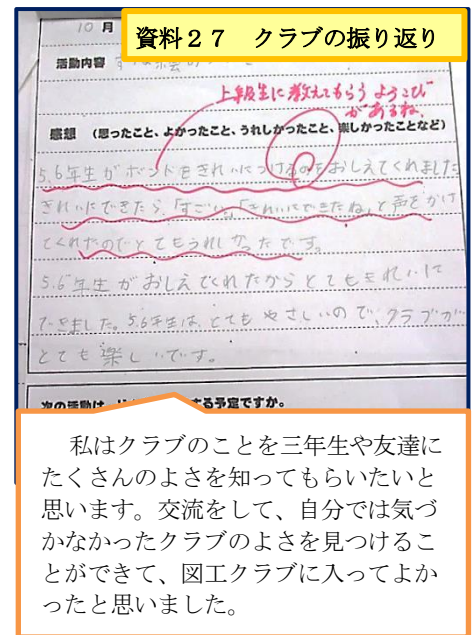 資料２７　クラブの振り返り
10月
活動内容
上級生に教えてもらうよろこび
があるね。
感想 （思ったこと、よかったこと、うれしかったこと、楽しかったことなど）
5.6年生がボンドをきれいにつけるのをおしえてくれました
きれいにできたら、「すごい」「きれいにできたね」と声をかけ
てくれたのでとてもうれしかったです。
5.6年生がおしえてくれたからとてもきれいに
できました。5.6年生は、とてもやさしいので、クラブが
とても楽しいです。
次の活動は、 する予定ですか。
私はクラブのことを三年生や友達に
たくさんのよさを知ってもらいたいと
思います。交流をして、自分では気づ
かなかったクラブのよさを見つけるこ
とができて、図工クラブに入ってよか
ったと思いました。